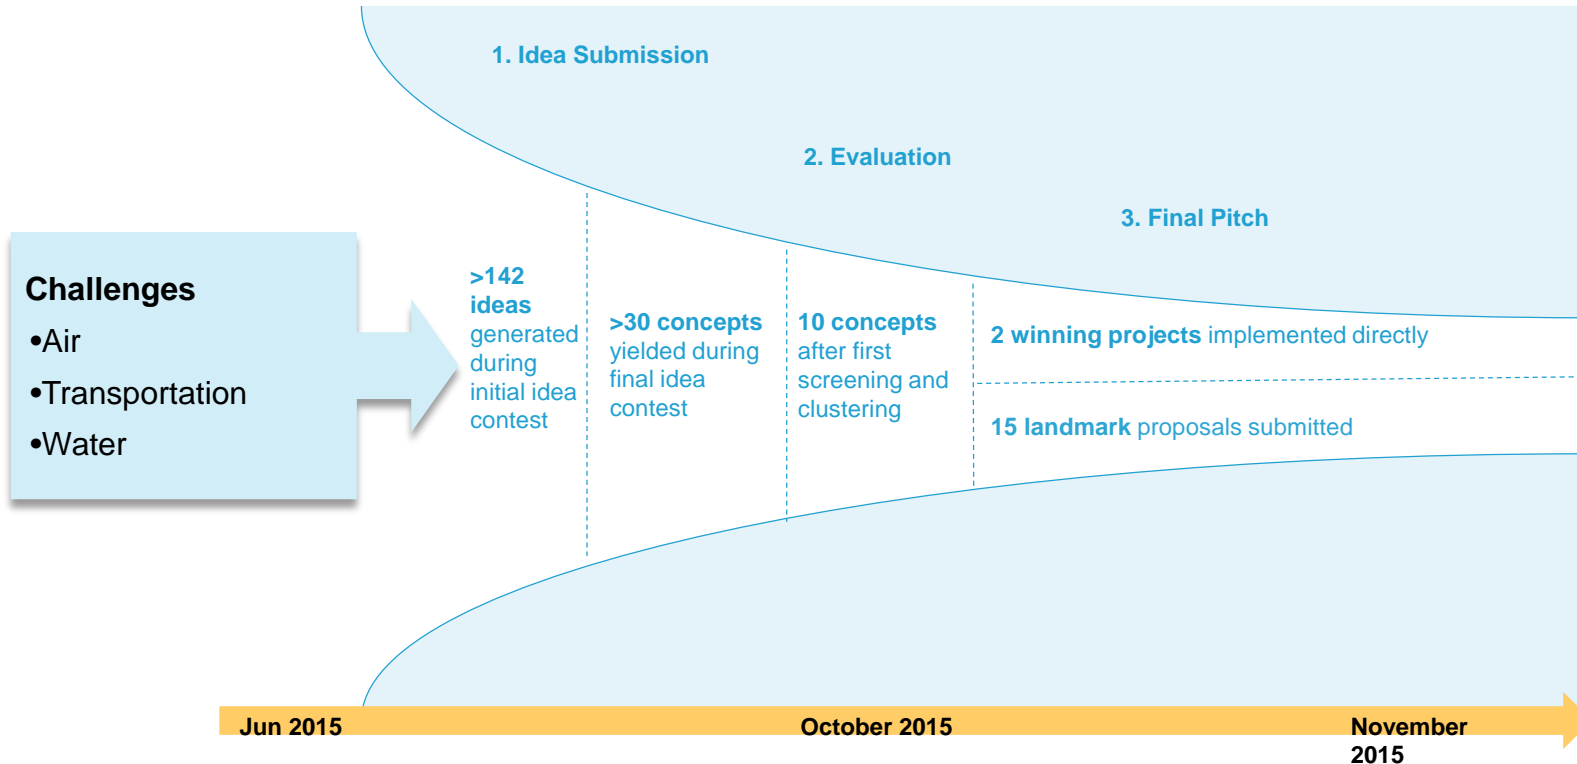 1. Idea Submission
2. Evaluation
3. Final Pitch
Challenges
•Air
•Transportation
•Water
>142
ideas
generated
during
initial idea
contest
>30 concepts
yielded during
final idea
contest
10 concepts
after first
screening and
clustering
2 winning projects implemented directly
15 landmark proposals submitted
Jun 2015
October 2015
November
2015